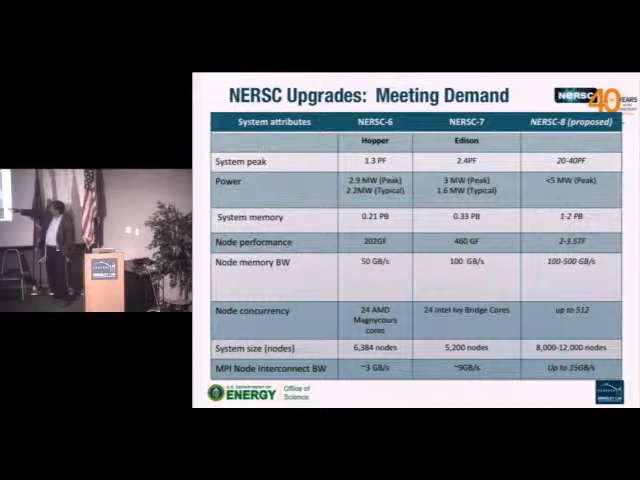 NERSC Upgrades: Meeting Demand
NERSC
40 YEARS
System attributes NERSC-6 NERSC-7 NERSC-8 (proposed)
Hopper Edison
System peak 1.3 PF 2.4PF 20-40PF
Power 2.9 MW (Peak) 3 MW (Peak) <5 MW (Peak)
2.2MW (Typical) 1.6 MW (Typical)
System memory 0.21 PB 0.33 PB 1-2 PB
Node performance 202GF 460 GF 2-3.5TF
Node memory BW 50 GB/s 100 GB/s 100-500 GB/s
Node concurrency 24 AMD 24 Intel Ivy Bridge Cores up to 512
Magnycours
cores
System size (nodes) 6,384 nodes 5,200 nodes 8,000-12,000 nodes
MPI Node Interconnect BW ~3 GB/s ~9GB/s Up to 15GB/s
U.S. DEPARTMENT OF
ENERGY
Office of
Science